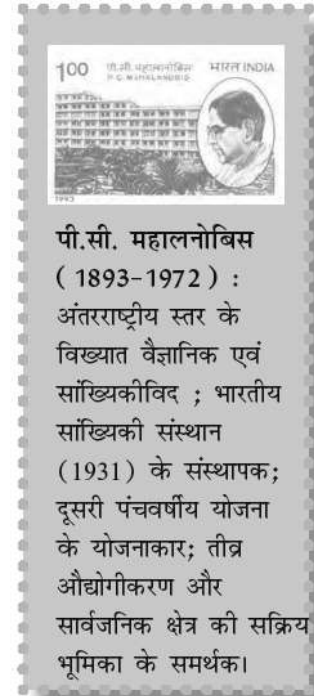 100 पी.सी. महालनोबिस भारत INDIA
P.C. MAHALANOBIS
1993
पी.सी. महालनोबिस
( 1893-1972 ) :
अंतरराष्ट्रीय स्तर के
विख्यात वैज्ञानिक एवं
सांख्यिकीविद ; भारतीय
सांख्यिकी संस्थान
(1931) के संस्थापक;
दूसरी पंचवर्षीय योजना
के योजनाकार; तीव्र
औद्योगीकरण और
सार्वजनिक क्षेत्र की सक्रिय
भूमिका के समर्थक।